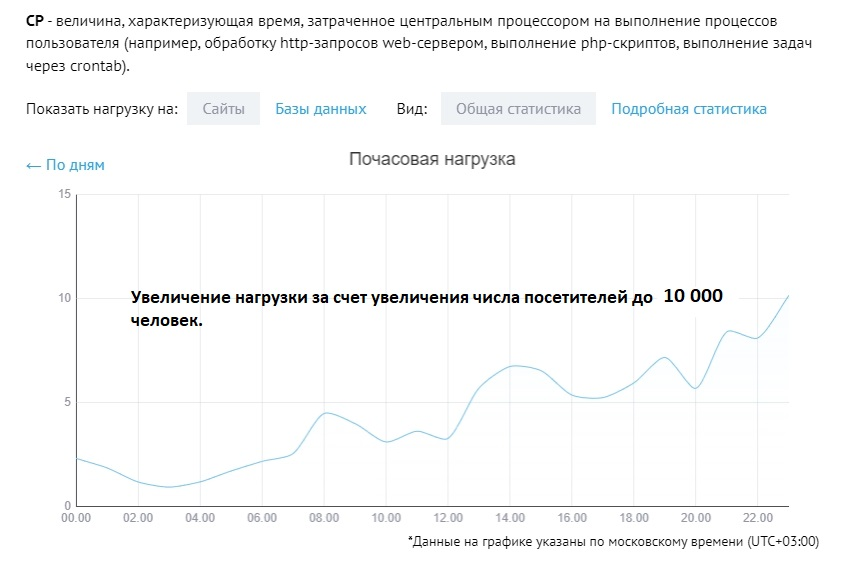 СР - величина, характеризующая время, затраченное центральным процессором на выполнение процессов
пользователя (например, обработку http-запросов web-сервером, выполнение php-скриптов, выполнение задач
через crontab).
Показать нагрузку на: Сайты Базы данных Вид: Общая статистика Подробная статистика
← По дням
Почасовая нагрузка
15
10
Увеличение нагрузки за счет увеличения числа посетителей до 10 000
человек.
5
0
00.00 02.00 04.00 06.00 08.00 10.00 12.00 14.00 16.00 18.00 20.00 22.00
*Данные на графике указаны по московскому времени (UTC+03:00)